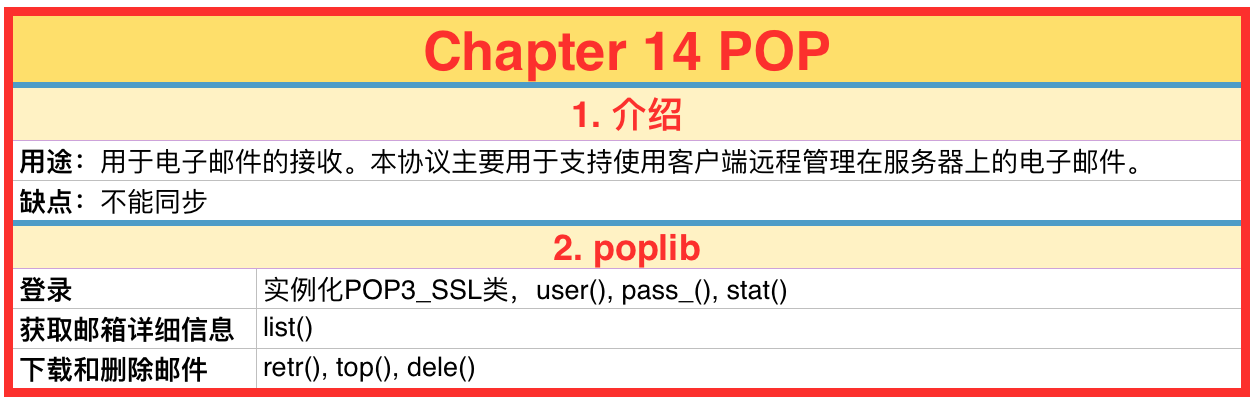 Chapter 14 POP
1. 介绍
用途：用于电子邮件的接收。本协议主要用于支持使用客户端远程管理在服务器上的电子邮件。
缺点：不能同步
2. poplib
登录 实例化POP3_SSL类，user(), pass_(), stat()
获取邮箱详细信息 list()
下载和删除邮件 retr(), top(), dele()